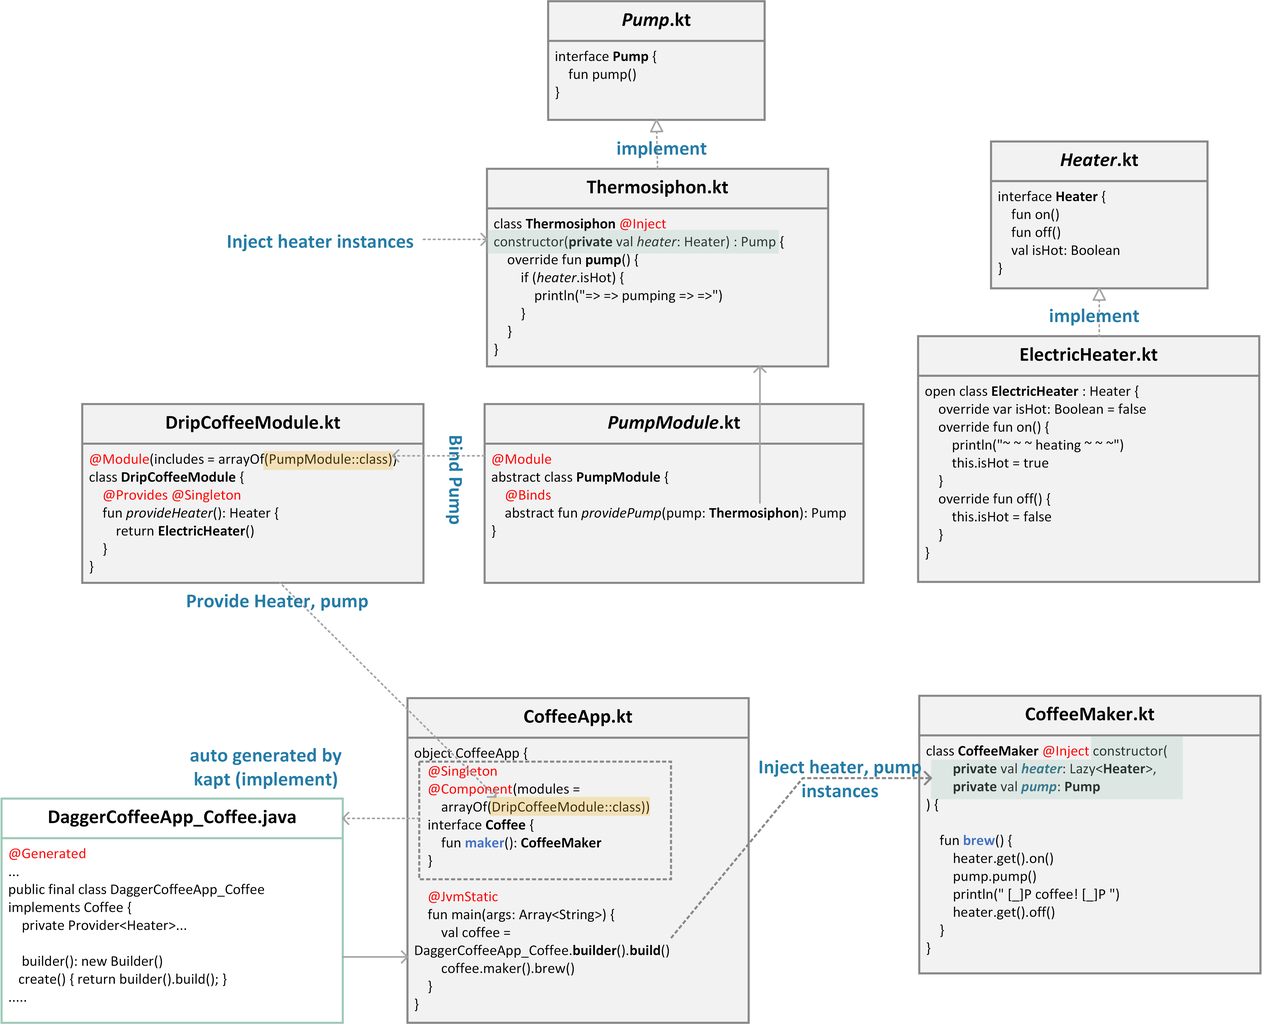 Pump.kt
interface Pump {
fun pump()
}
implement
Thermosiphon.kt
class Thermosiphon @Inject
constructor(private val heater: Heater) : Pump {
override fun pump() {
if (heater.isHot) {
println("=> => pumping => =>")
}
}
}
Inject heater instances
Heater.kt
interface Heater {
fun on()
fun off()
val isHot: Boolean
}
implement
ElectricHeater.kt
open class ElectricHeater : Heater {
override var isHot: Boolean = false
override fun on() {
println("~ ~ ~ heating ~ ~ ~")
this.isHot = true
}
override fun off() {
this.isHot = false
}
}
DripCoffeeModule.kt
@Module(includes = arrayOf(PumpModule::class))
class DripCoffeeModule {
@Provides @Singleton
fun provideHeater(): Heater {
return ElectricHeater()
}
}
Bind Pump
PumpModule.kt
@Module
abstract class PumpModule {
@Binds
abstract fun providePump(pump: Thermosiphon): Pump
}
Provide Heater, pump
auto generated by
kapt (implement)
DaggerCoffeeApp_Coffee.java
@Generated
...
public final class DaggerCoffeeApp_Coffee
implements Coffee {
private Provider<Heater>...
builder(): new Builder()
create() { return builder().build(); }
.....
CoffeeApp.kt
object CoffeeApp {
@Singleton
@Component(modules =
arrayOf(DripCoffeeModule::class))
interface Coffee {
fun maker(): CoffeeMaker
}
@JvmStatic
fun main(args: Array<String>) {
val coffee =
DaggerCoffeeApp_Coffee.builder().build()
coffee.maker().brew()
}
}
Inject heater, pump
instances
CoffeeMaker.kt
class CoffeeMaker @Inject constructor(
private val heater: Lazy<Heater>,
private val pump: Pump
) {
fun brew() {
heater.get().on()
pump.pump()
println(" [_]P coffee! [_]P ")
heater.get().off()
}
}